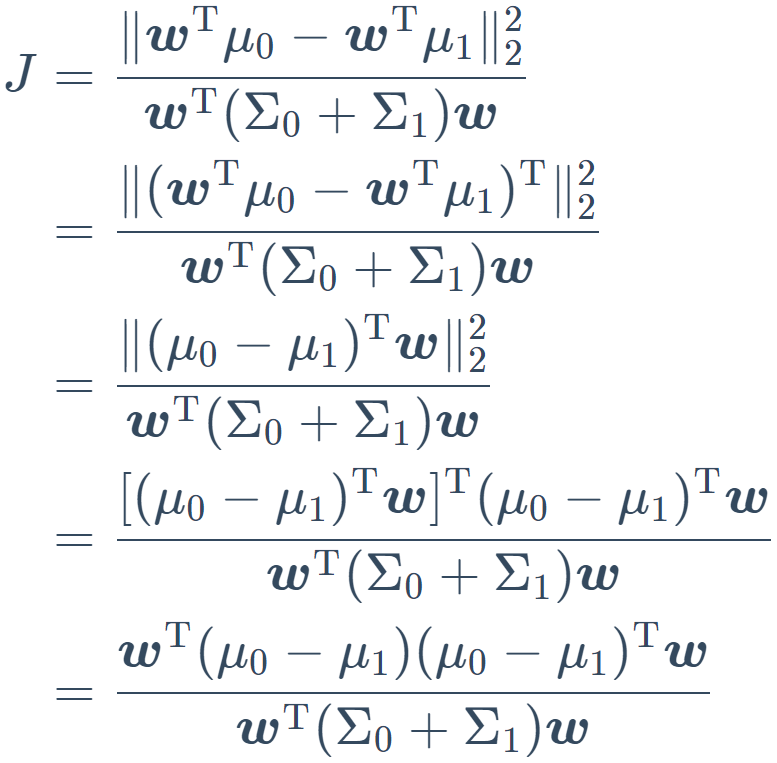 J = \frac{\|\boldsymbol{w}^{\mathrm{T}}\mu_0 - \boldsymbol{w}^{\mathrm{T}}\mu_1\|_2^2}{\boldsymbol{w}^{\mathrm{T}}(\Sigma_0 + \Sigma_1)\boldsymbol{w}}
= \frac{\|(\boldsymbol{w}^{\mathrm{T}}\mu_0 - \boldsymbol{w}^{\mathrm{T}}\mu_1)^{\mathrm{T}}\|_2^2}{\boldsymbol{w}^{\mathrm{T}}(\Sigma_0 + \Sigma_1)\boldsymbol{w}}
= \frac{\|(\mu_0 - \mu_1)^{\mathrm{T}}\boldsymbol{w}\|_2^2}{\boldsymbol{w}^{\mathrm{T}}(\Sigma_0 + \Sigma_1)\boldsymbol{w}}
= \frac{[(\mu_0 - \mu_1)^{\mathrm{T}}\boldsymbol{w}]^{\mathrm{T}}(\mu_0 - \mu_1)^{\mathrm{T}}\boldsymbol{w}}{\boldsymbol{w}^{\mathrm{T}}(\Sigma_0 + \Sigma_1)\boldsymbol{w}}
= \frac{\boldsymbol{w}^{\mathrm{T}}(\mu_0 - \mu_1)(\mu_0 - \mu_1)^{\mathrm{T}}\boldsymbol{w}}{\boldsymbol{w}^{\mathrm{T}}(\Sigma_0 + \Sigma_1)\boldsymbol{w}}